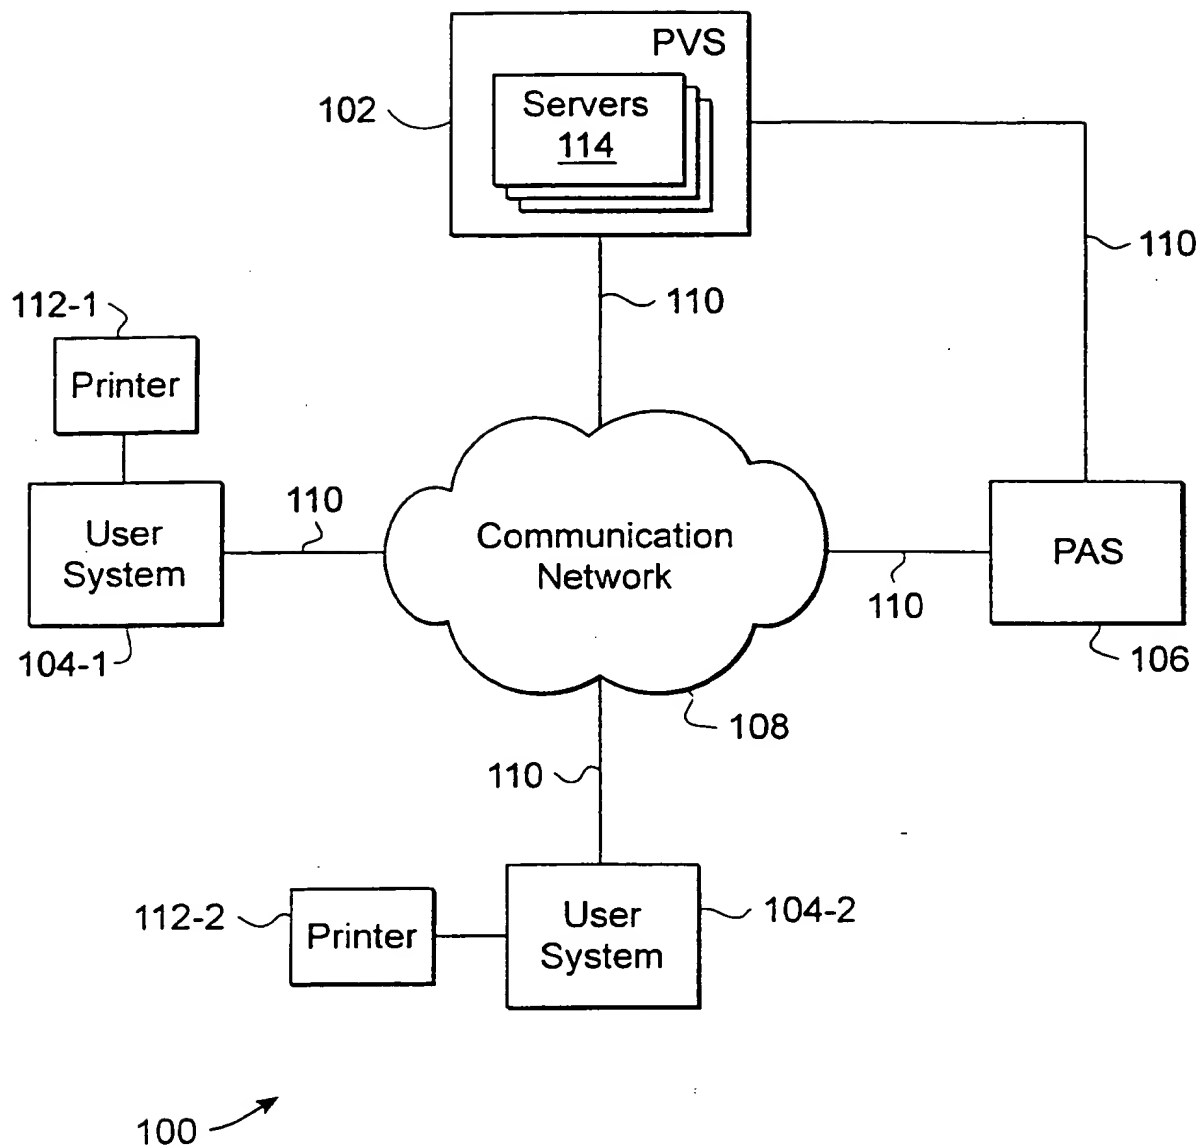 PVS
102
Servers
114
110
110
112-1
Printer
110
User
System
Communication
Network
PAS
110
104-1
106
108
110
112-2
Printer
User
System
104-2
100